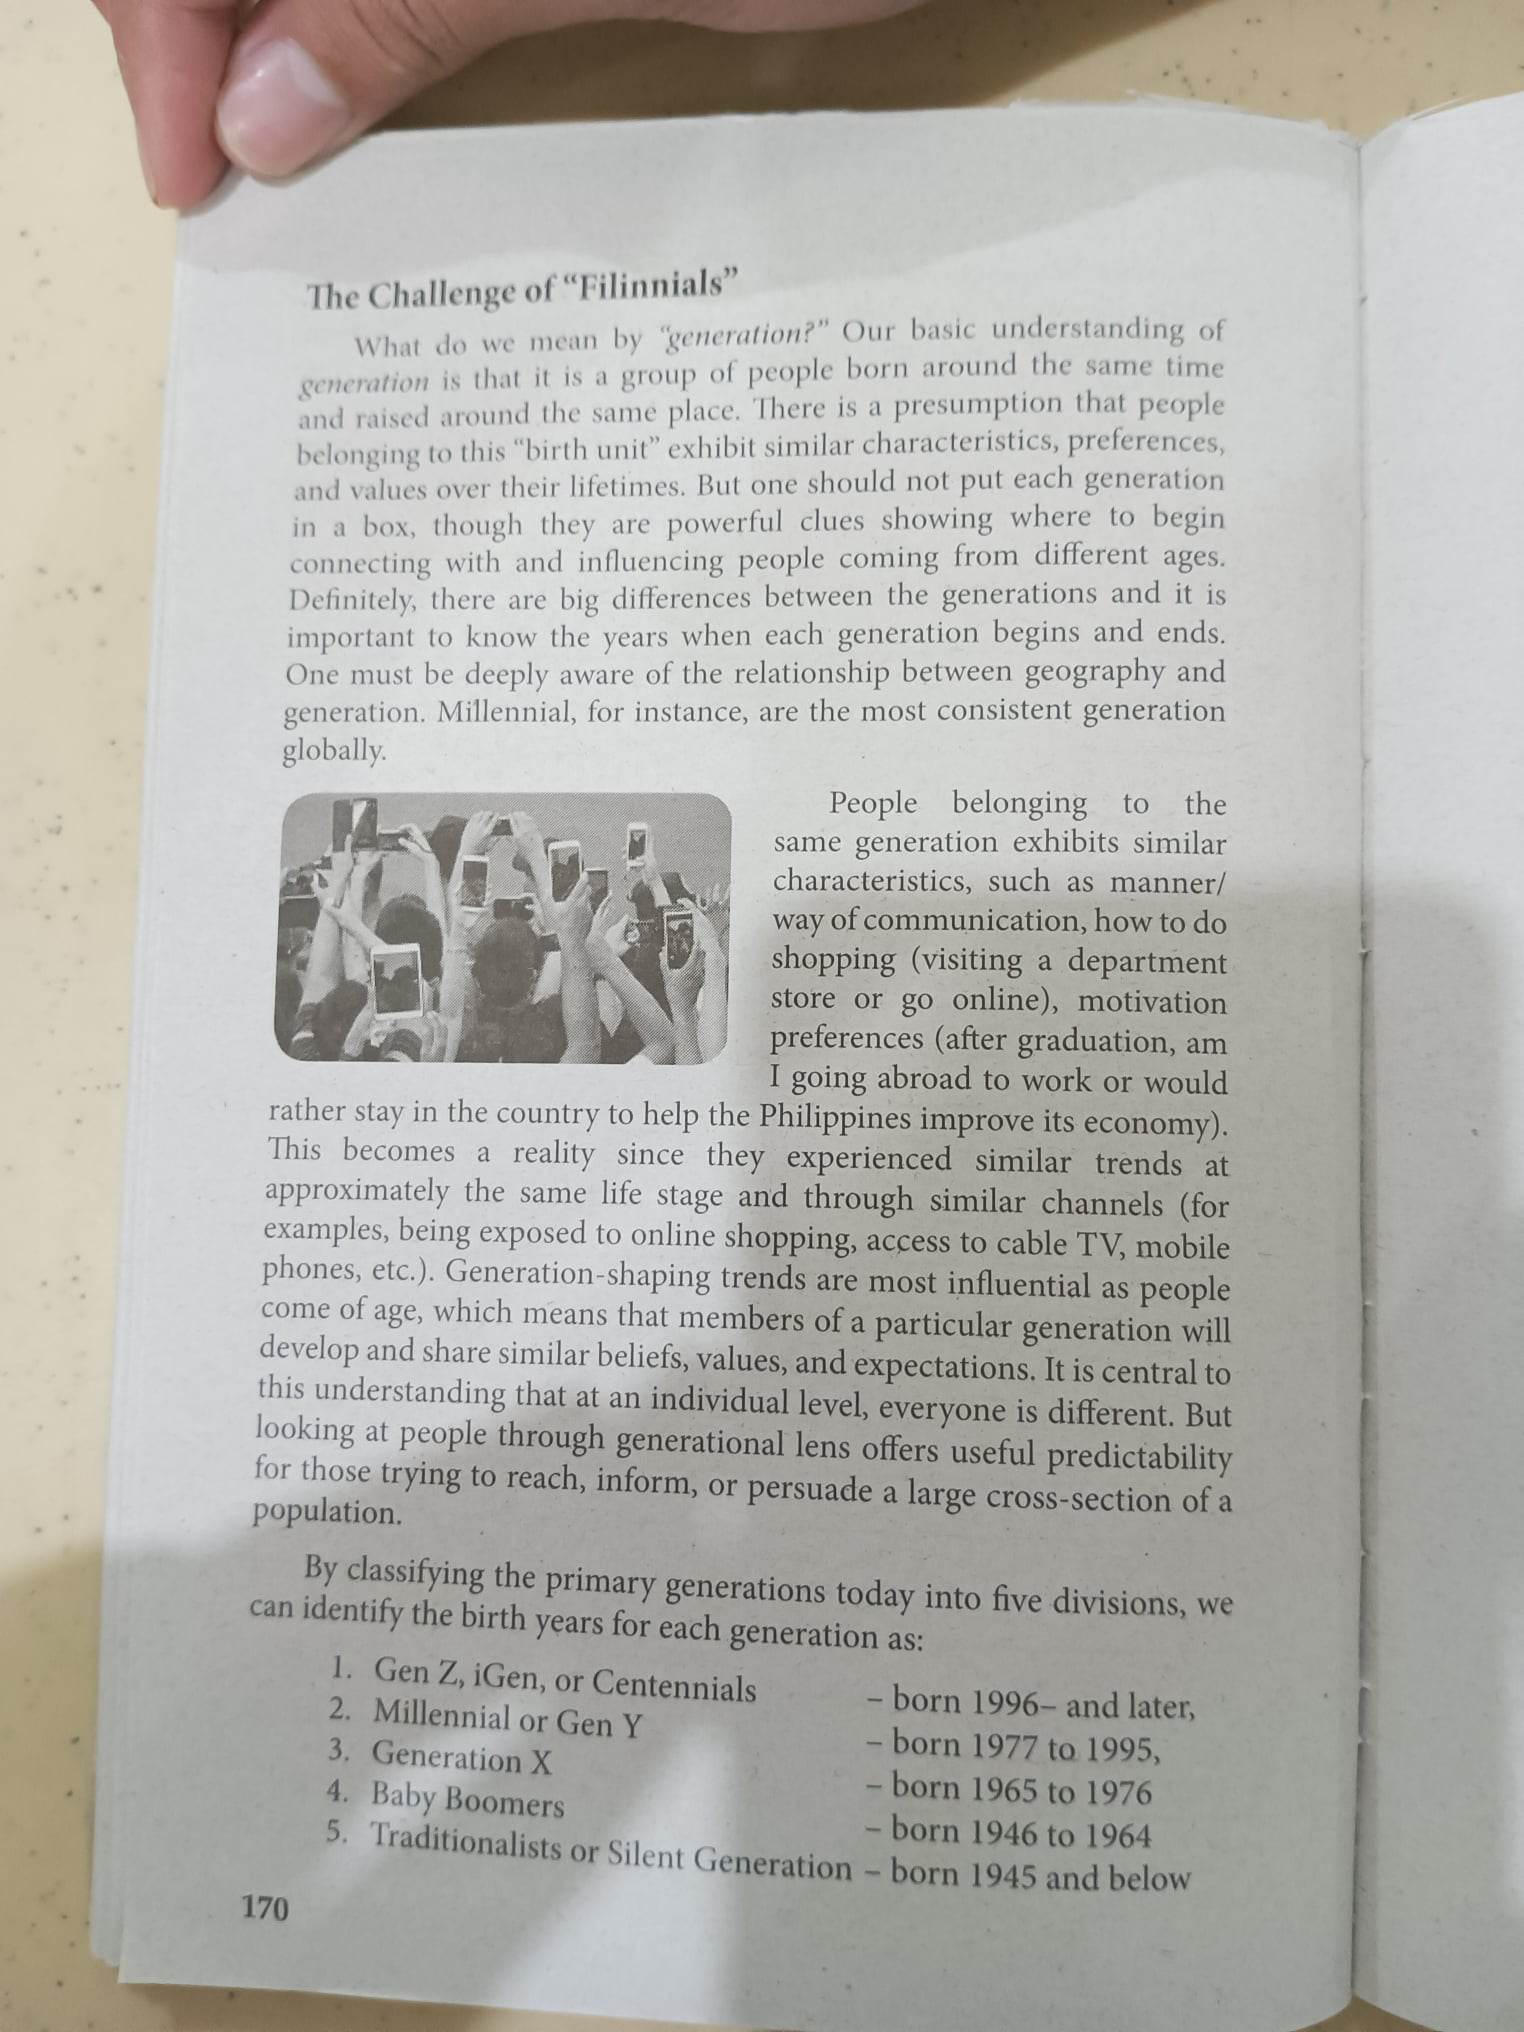 The Challenge of “Filinnials”
What do we mean by “generation?” Our basic understanding of
generation is that it is a group of people born around the same time
and raised around the same place. There is a presumption that people
belonging to this “birth unit” exhibit similar characteristics, preferences,
and values over their lifetimes. But one should not put each generation
in a box, though they are powerful clues showing where to begin
connecting with and influencing people coming from different ages.
Definitely, there are big differences between the generations and it is
important to know the years when each generation begins and ends.
One must be deeply aware of the relationship between geography and
generation. Millennial, for instance, are the most consistent generation
globally.
People belonging to the
same generation exhibits similar
characteristics, such as manner/
way of communication, how to do
shopping (visiting a department
store or go online), motivation
preferences (after graduation, am
I going abroad to work or would
rather stay in the country to help the Philippines improve its economy).
This becomes a reality since they experienced similar trends at
approximately the same life stage and through similar channels (for
examples, being exposed to online shopping, access to cable TV, mobile
phones, etc.). Generation-shaping trends are most influential as people
come of age, which means that members of a particular generation will
develop and share similar beliefs, values, and expectations. It is central to
this understanding that at an individual level, everyone is different. But
looking at people through generational lens offers useful predictability
for those trying to reach, inform, or persuade a large cross-section of a
population.
By classifying the primary generations today into five divisions, we
can identify the birth years for each generation as:
1. Gen Z, iGen, or Centennials – born 1996– and later,
2. Millennial or Gen Y – born 1977 to 1995,
3. Generation X – born 1965 to 1976
4. Baby Boomers – born 1946 to 1964
5. Traditionalists or Silent Generation – born 1945 and below
170